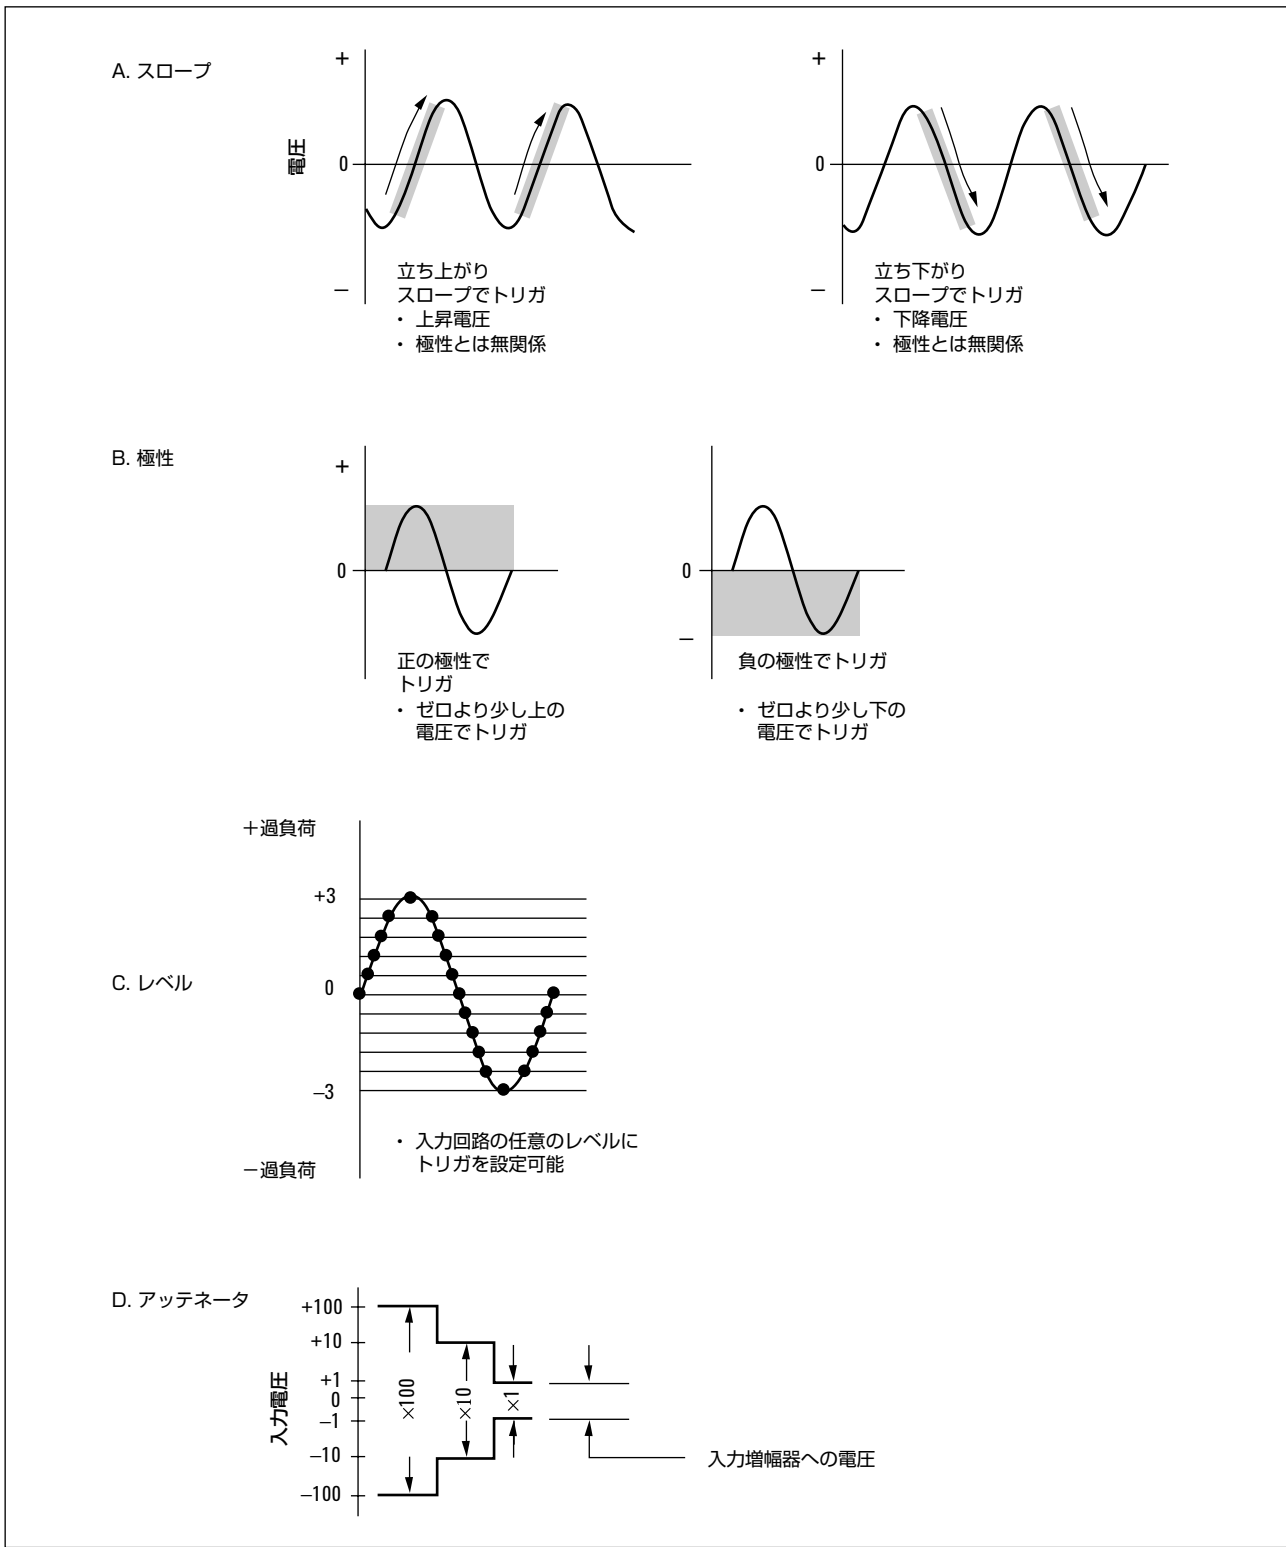 A. スロープ
電圧
+
0
−
立ち上がり
スロープでトリガ
・ 上昇電圧
・ 極性とは無関係
+
0
−
立ち下がり
スロープでトリガ
・ 下降電圧
・ 極性とは無関係
B. 極性
+
0
正の極性で
トリガ
・ ゼロより少し上の
電圧でトリガ
0
−
負の極性でトリガ
・ ゼロより少し下の
電圧でトリガ
C. レベル
+過負荷
+3
0
−3
−過負荷
・ 入力回路の任意のレベルに
トリガを設定可能
D. アッテネータ
入力電圧
+100
+10
+1
0
−1
−10
−100
×100
×10
×1
入力増幅器への電圧